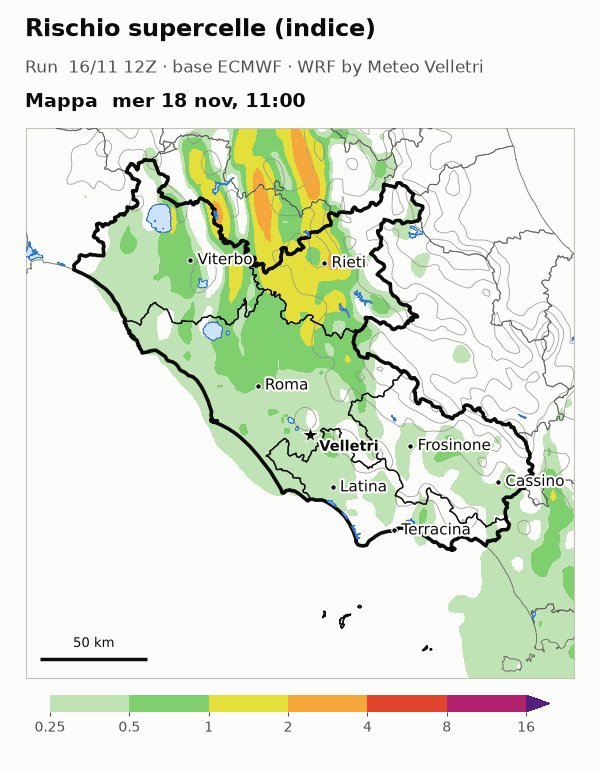 Rischio supercelle (indice)
Run  16/11 12Z · base ECMWF · WRF by Meteo Velletri
Mappa  mer 18 nov, 11:00
Viterbo
Rieti
Roma
Velletri
Frosinone
Latina
Cassino
Terracina
50 km
0.25 0.5 1 2 4 8 16